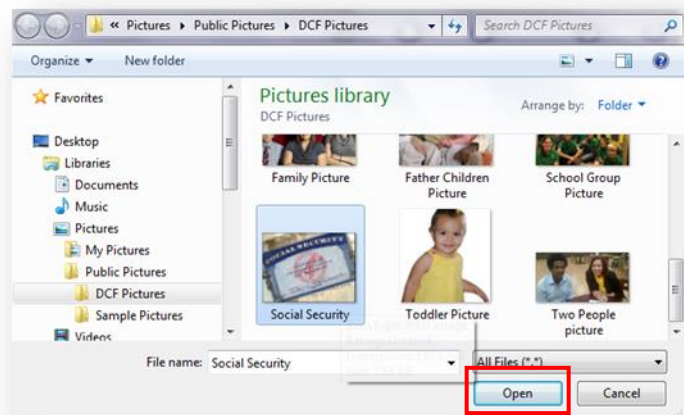 « Pictures Public Pictures DCF Pictures
Search DCF Pictures
Organize New folder
Favorites
Desktop
Libraries
Documents
Music
Pictures
My Pictures
Public Pictures
DCF Pictures
Sample Pictures
Videos
Pictures library
DCF Pictures
Arrange by: Folder
Family Picture
Father Children Picture
School Group Picture
SOCIAL SECURITY
Social Security
Toddler Picture
Two People picture
File name: Social Security
All Files (*.*)
Open Cancel